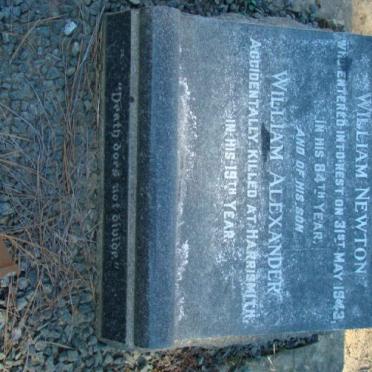 WILLIAM NEWTON
ENTERED INTO REST ON 31ST MAY 1943
IN HIS 84TH YEAR.
AND OF HIS SON
WILLIAM ALEXANDER
ACCIDENTALLY KILLED AT HARRISMITH,
IN HIS 19TH YEAR
"Death does not divide."